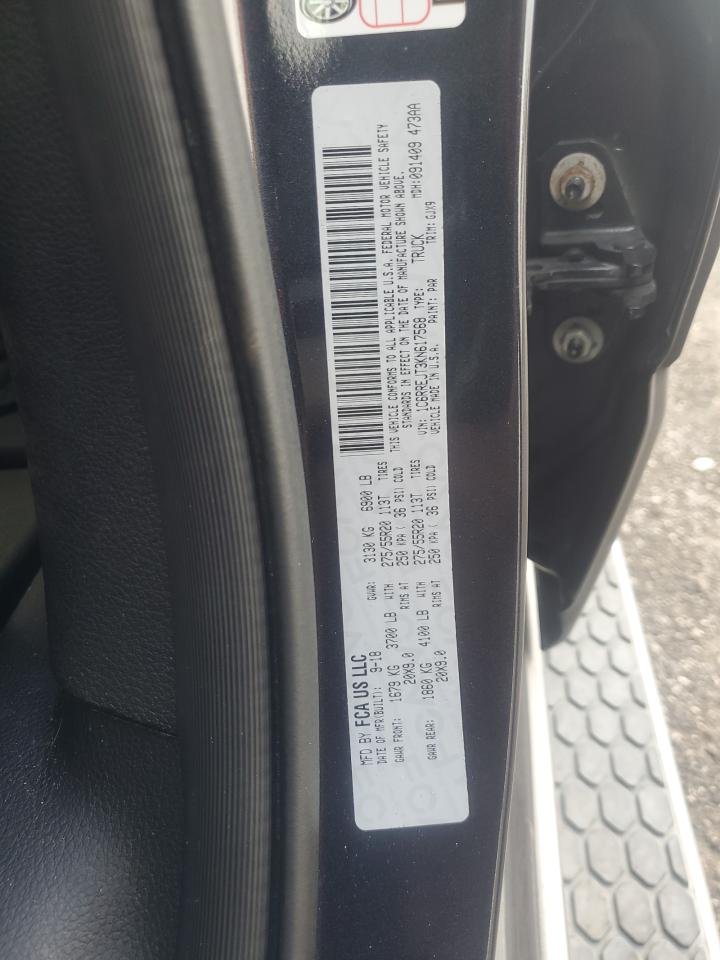 MFD BY FCA US LLC
DATE OF MFR(BUILT): 9-18 GVWR: 3130 KG 6900 LB
GAWR FRONT: 1679 KG 3700 LB WITH 275/55R20 113T TIRES
20X9.0 RIMS AT 250 KPA ( 36 PSI) COLD
GAWR REAR: 1860 KG 4100 LB WITH 275/55R20 113T TIRES
20X9.0 RIMS AT 250 KPA ( 36 PSI) COLD
THIS VEHICLE CONFORMS TO ALL APPLICABLE U.S.A. FEDERAL MOTOR VEHICLE SAFETY
STANDARDS IN EFFECT ON THE DATE OF MANUFACTURE SHOWN ABOVE.
VIN: 1C6RREJT3KN617568 TYPE: TRUCK MDH:091409 473AA
VEHICLE MADE IN U.S.A. PAINT: PAR TRIM: GJX9